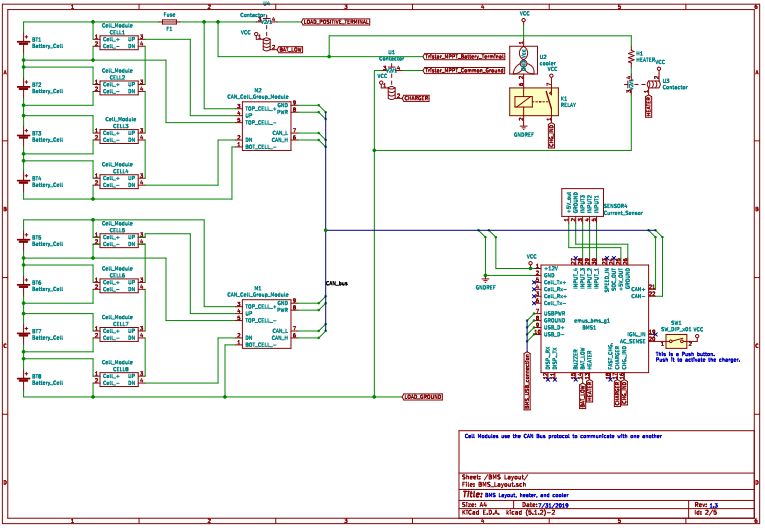 1 2 3 4 5 6
Fuse
F1
U4
Contactor
VCC
BAT_LOW
LOAD_POSITIVE_TERMINAL
Trifslar_MPPT_Battery_Terminal
Trifslar_MPPT_Common_Ground
U1
Contactor
VCC
CHARGER
VCC
U2
cooler
VCC
K1
RELAY
GNDREF
CHG_IND
H1
HEATER
VCC
U3
Contactor
HEATER
BT1
Battery_Cell
Cell_Module
CELL1
Cell_+ UP
Cell_- DN
BT2
Battery_Cell
Cell_Module
CELL2
Cell_+ UP
Cell_- DN
BT3
Battery_Cell
Cell_Module
CELL3
Cell_+ UP
Cell_- DN
BT4
Battery_Cell
Cell_Module
CELL4
Cell_+ UP
Cell_- DN
N2
CAN_Cell_Group_Module
TOP_CELL_+
UP
TOP_CELL_-
DN
BOT_CELL_-
GND
PWR
CAN_L
CAN_H
BT5
Battery_Cell
Cell_Module
CELL5
Cell_+ UP
Cell_- DN
BT6
Battery_Cell
Cell_Module
CELL6
Cell_+ UP
Cell_- DN
BT7
Battery_Cell
Cell_Module
CELL7
Cell_+ UP
Cell_- DN
BT8
Battery_Cell
Cell_Module
CELL8
Cell_+ UP
Cell_- DN
N1
CAN_Cell_Group_Module
TOP_CELL_+
UP
TOP_CELL_-
DN
BOT_CELL_-
GND
PWR
CAN_L
CAN_H
CAN_bus
LOAD_GROUND
SENSOR4
Current_Sensor
+5V_out
GROUND
INPUT3
INPUT2
INPUT1
VCC
GNDREF
+12V
GND
Cell_Tx+
Cell_Rx-
Cell_Rx+
Cell_Tx-
USBPWR
GROUND
USB_D+
USB_D-
emus_bms_g1
BMS1
INPUT_4
INPUT_3
INPUT_2
INPUT_1
SPEED_IN
SOC_OUT
+5V_OUT
GROUND
CAN+
CAN-
IGN_IN
AC_SENSE
DISP_RX
DISP_TX
BUZZER
BAT_LOW
HEATER
FAST_CHG
CHARGER
CHG_IND
BMS_USB_connection
BAT_LOW
HEATER
CHARGER
CHG_IND
SW1
SW_DIP_x01
VCC
This is a Push button.
Push it to activate the charger.
Cell Modules use the CAN Bus protocol to communicate with one another
Sheet: /BMS Layout/
File: BMS_Layout.sch
Title: BMS Layout, heater, and cooler
Size: A4 Date: 7/31/2019 Rev: 1.3
KiCad E.D.A. kicad (5.1.2)-2 Id: 2/5